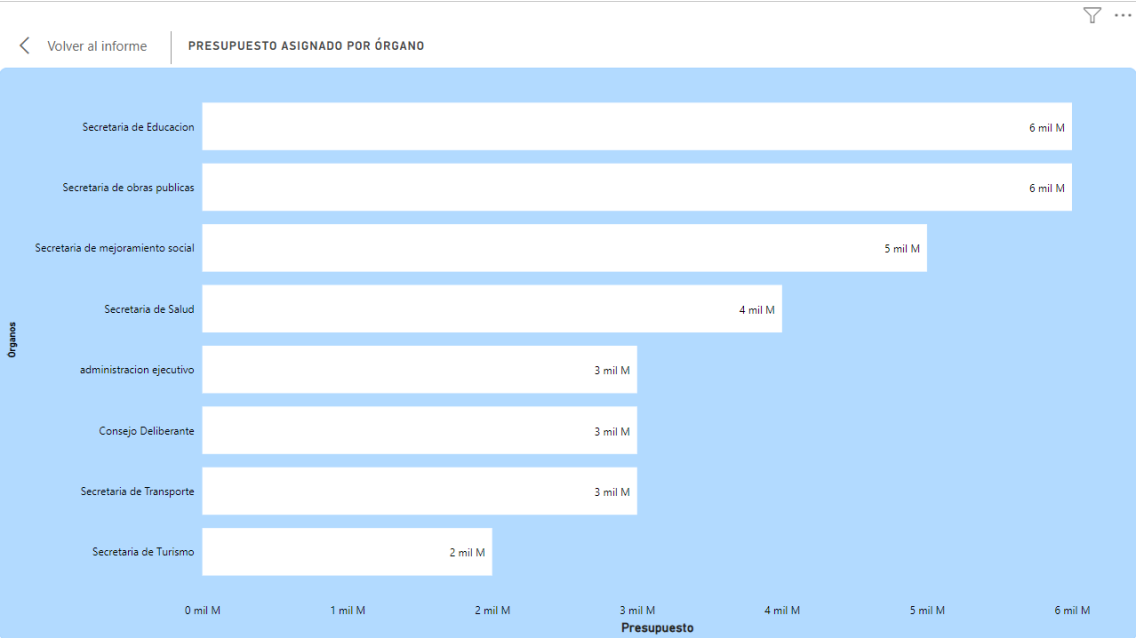 Volver al informe
PRESUPUESTO ASIGNADO POR ÓRGANO
Secretaria de Educacion
6 mil M
Secretaria de obras publicas
6 mil M
Secretaria de mejoramiento social
5 mil M
Secretaria de Salud
4 mil M
administracion ejecutivo
3 mil M
Consejo Deliberante
3 mil M
Secretaria de Transporte
3 mil M
Secretaria de Turismo
2 mil M
Órganos
0 mil M
1 mil M
2 mil M
3 mil M
4 mil M
5 mil M
6 mil M
Presupuesto